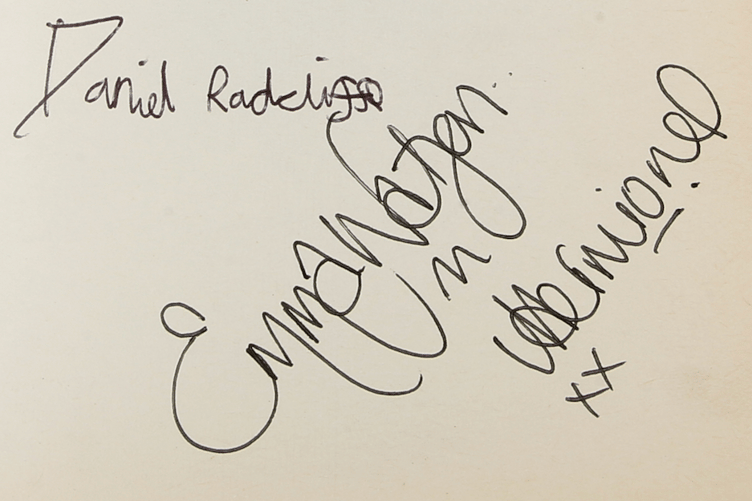 Daniel Radcliffe
Emma Watson
"Hermione!"
xx